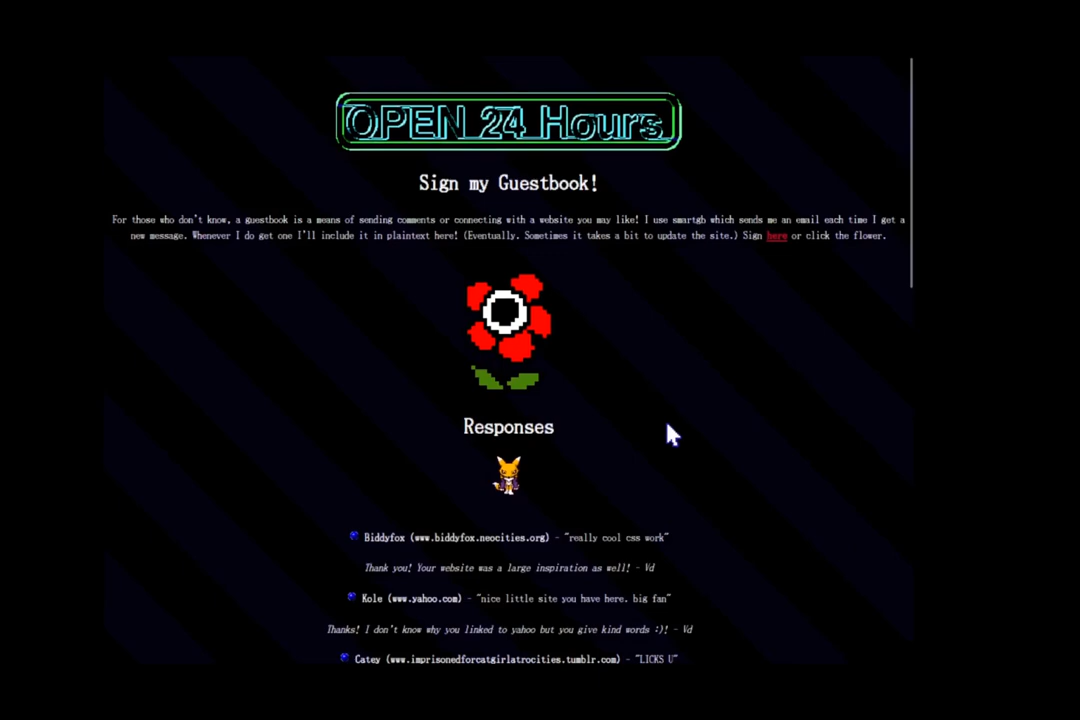 OPEN 24 Hours
Sign my Guestbook!
For those who don't know, a guestbook is a means of sending comments or connecting with a website you may like! I use smartgb which sends me an email each time I get a
new message. Whenever I do get one I'll include it in plaintext here! (Eventually. Sometimes it takes a bit to update the site.) Sign here or click the flower.
Responses
Biddyfox (www.biddyfox.neocities.org) - "really cool css work"
Thank you! Your website was a large inspiration as well! - Vd
Kole (www.yahoo.com) - "nice little site you have here. big fan"
Thanks! I don't know why you linked to yahoo but you give kind words :)! - Vd
Catey (www.imprisonedforcatgirlatrocities.tumblr.com) - "LICKS U"